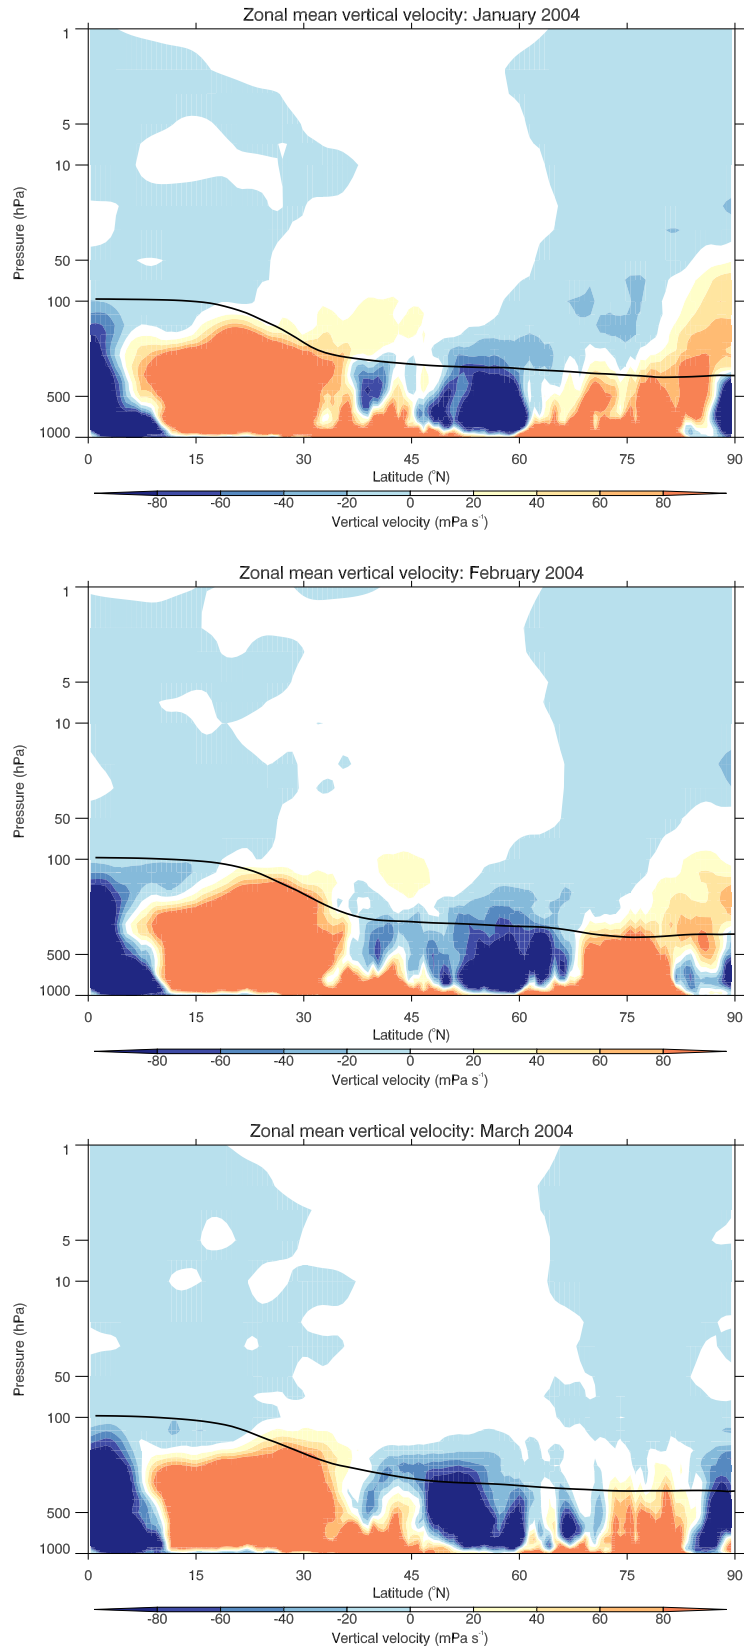 Zonal mean vertical velocity: January 2004
1
5
10
50
100
500
1000
Pressure (hPa)
0 15 30 45 60 75 90
Latitude (°N)
-80 -60 -40 -20 0 20 40 60 80
Vertical velocity (mPa s⁻¹)
Zonal mean vertical velocity: February 2004
1
5
10
50
100
500
1000
Pressure (hPa)
0 15 30 45 60 75 90
Latitude (°N)
-80 -60 -40 -20 0 20 40 60 80
Vertical velocity (mPa s⁻¹)
Zonal mean vertical velocity: March 2004
1
5
10
50
100
500
1000
Pressure (hPa)
0 15 30 45 60 75 90
Latitude (°N)
-80 -60 -40 -20 0 20 40 60 80
Vertical velocity (mPa s⁻¹)